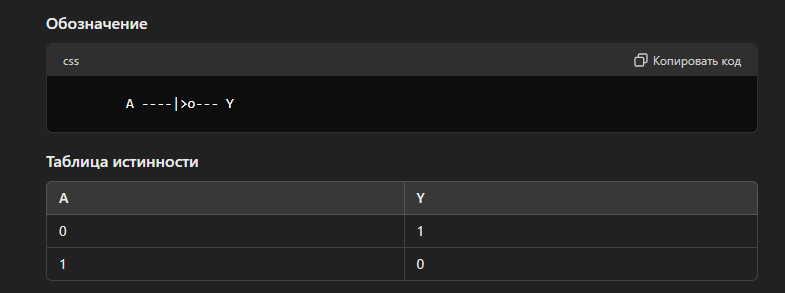 Обозначение
css Копировать код
A ----|>o--- Y
Таблица истинности
A Y
0 1
1 0